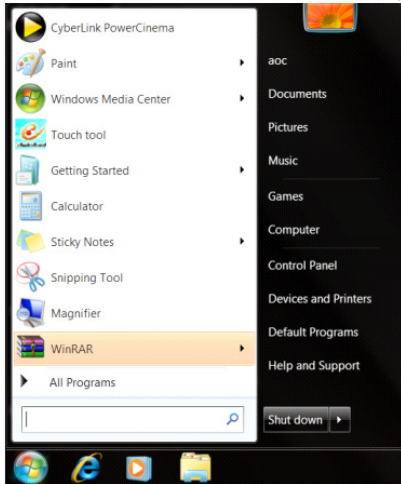 CyberLink PowerCinema
Paint
Windows Media Center
Touch tool
Getting Started
Calculator
Sticky Notes
Snipping Tool
Magnifier
WinRAR
All Programs
aoc
Documents
Pictures
Music
Games
Computer
Control Panel
Devices and Printers
Default Programs
Help and Support
Shut down